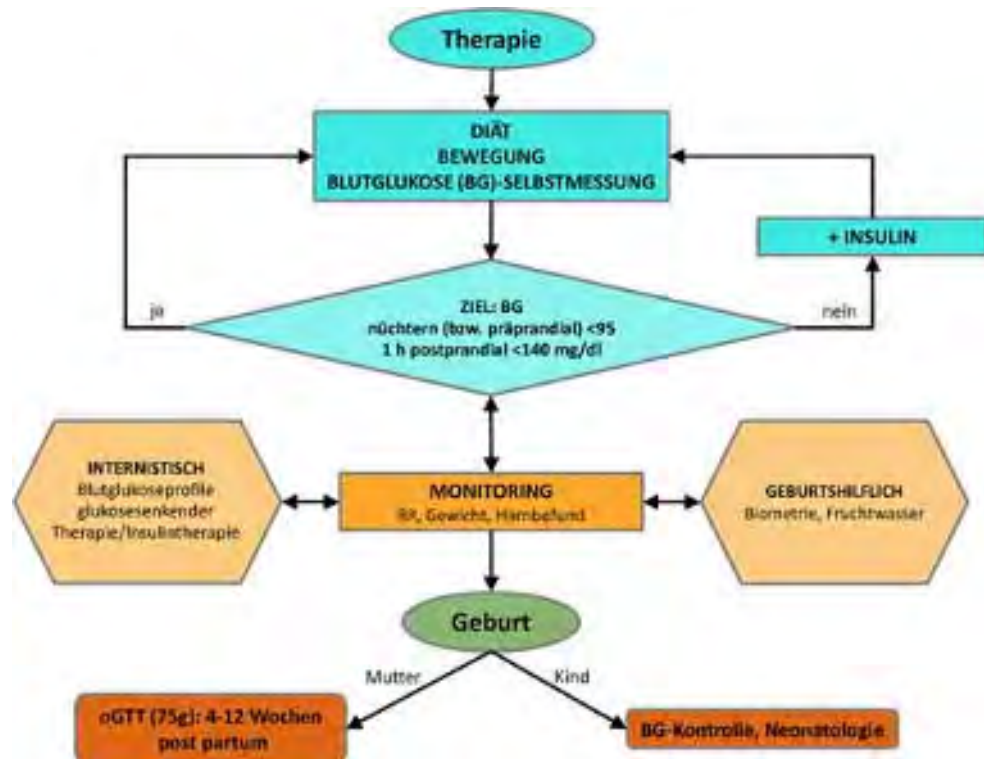 Therapie
DIÄT
BEWEGUNG
BLUTGLUKOSE (BG)-SELBSTMESSUNG
+ INSULIN
ja
nein
ZIEL: BG
nüchtern (bzw. präprandial) <95
1 h postprandial <140 mg/dl
INTERNISTISCH
Blutglukoseprofile
glukosesenkender
Therapie/Insulintherapie
MONITORING
RR, Gewicht, Harnbefund
GEBURTSHILFLICH
Biometrie, Fruchtwasser
Geburt
Mutter
Kind
oGTT (75g): 4-12 Wochen
post partum
BG-Kontrolle, Neonatologie